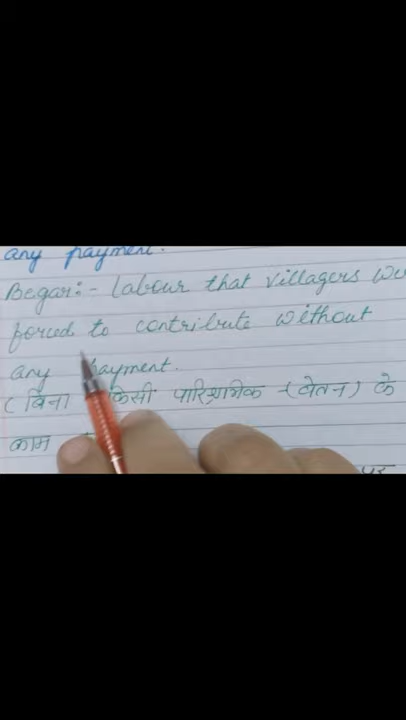 any payment.
Begar:- Labour that villagers we
forced to contribute without
any payment.
(बिना किसी पारिश्रमिक (वेतन) के
काम